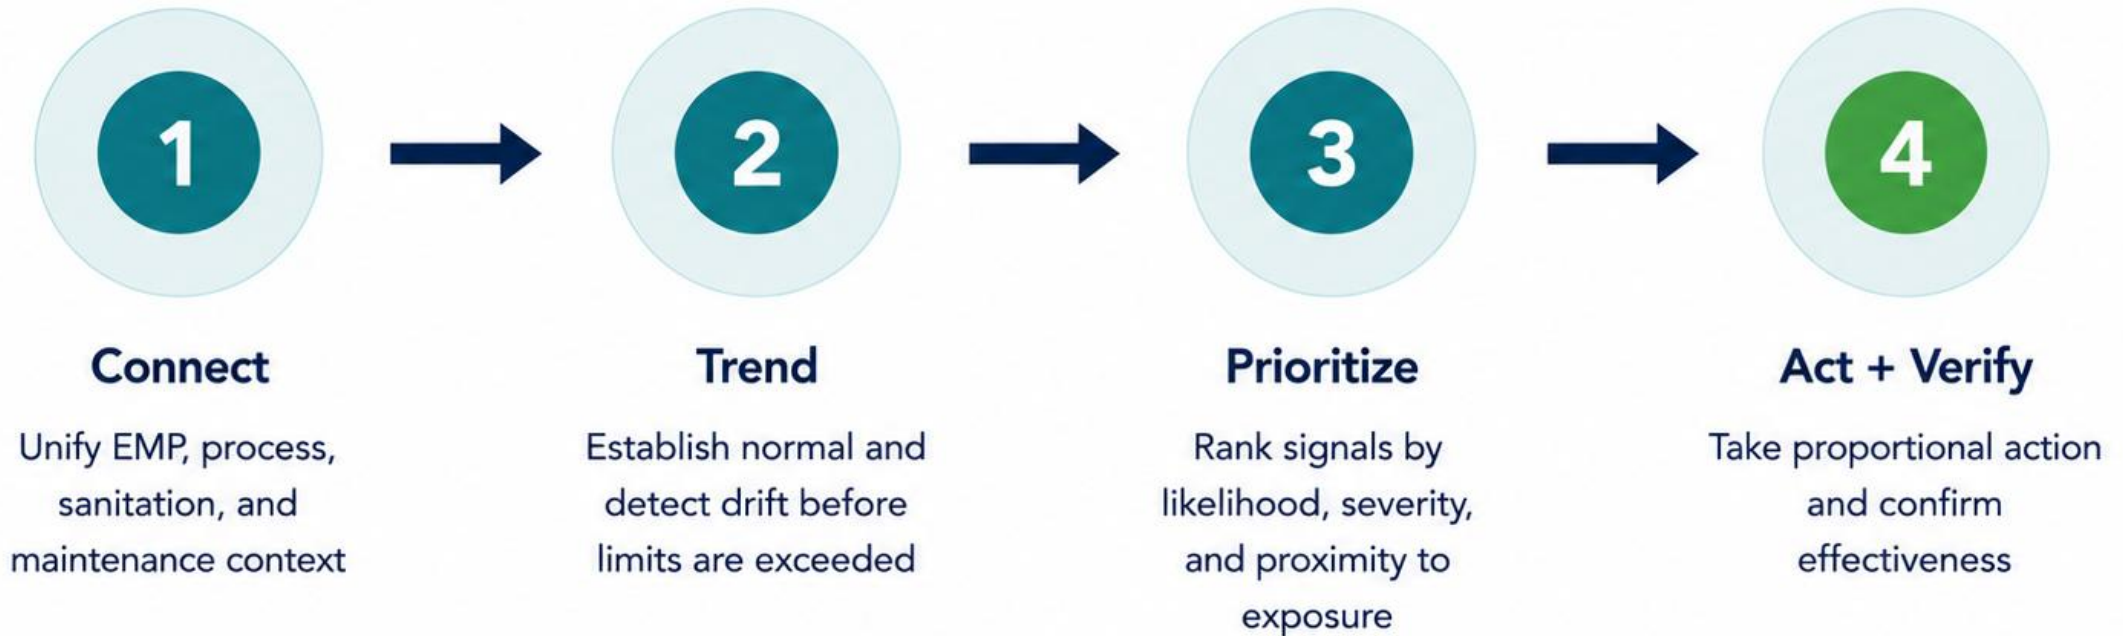 1
2
3
4
Connect
Unify EMP, process,
sanitation, and
maintenance context
Trend
Establish normal and
detect drift before
limits are exceeded
Prioritize
Rank signals by
likelihood, severity,
and proximity to
exposure
Act + Verify
Take proportional action
and confirm
effectiveness